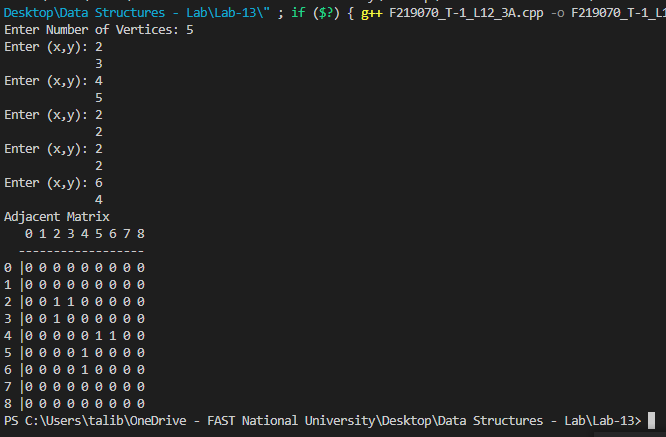 Desktop\Data Structures - Lab\Lab-13\" ; if ($?) { g++ F219070_T-1_L12_3A.cpp -o F219070_T-1_L1
Enter Number of Vertices: 5
Enter (x,y): 2
3
Enter (x,y): 4
5
Enter (x,y): 2
2
Enter (x,y): 2
2
Enter (x,y): 6
4
Adjacent Matrix
0 1 2 3 4 5 6 7 8
------------------
0 |0 0 0 0 0 0 0 0 0
1 |0 0 0 0 0 0 0 0 0
2 |0 0 1 1 0 0 0 0 0
3 |0 0 1 0 0 0 0 0 0
4 |0 0 0 0 0 1 1 0 0
5 |0 0 0 0 1 0 0 0 0
6 |0 0 0 0 1 0 0 0 0
7 |0 0 0 0 0 0 0 0 0
8 |0 0 0 0 0 0 0 0 0
PS C:\Users\talib\OneDrive - FAST National University\Desktop\Data Structures - Lab\Lab-13>